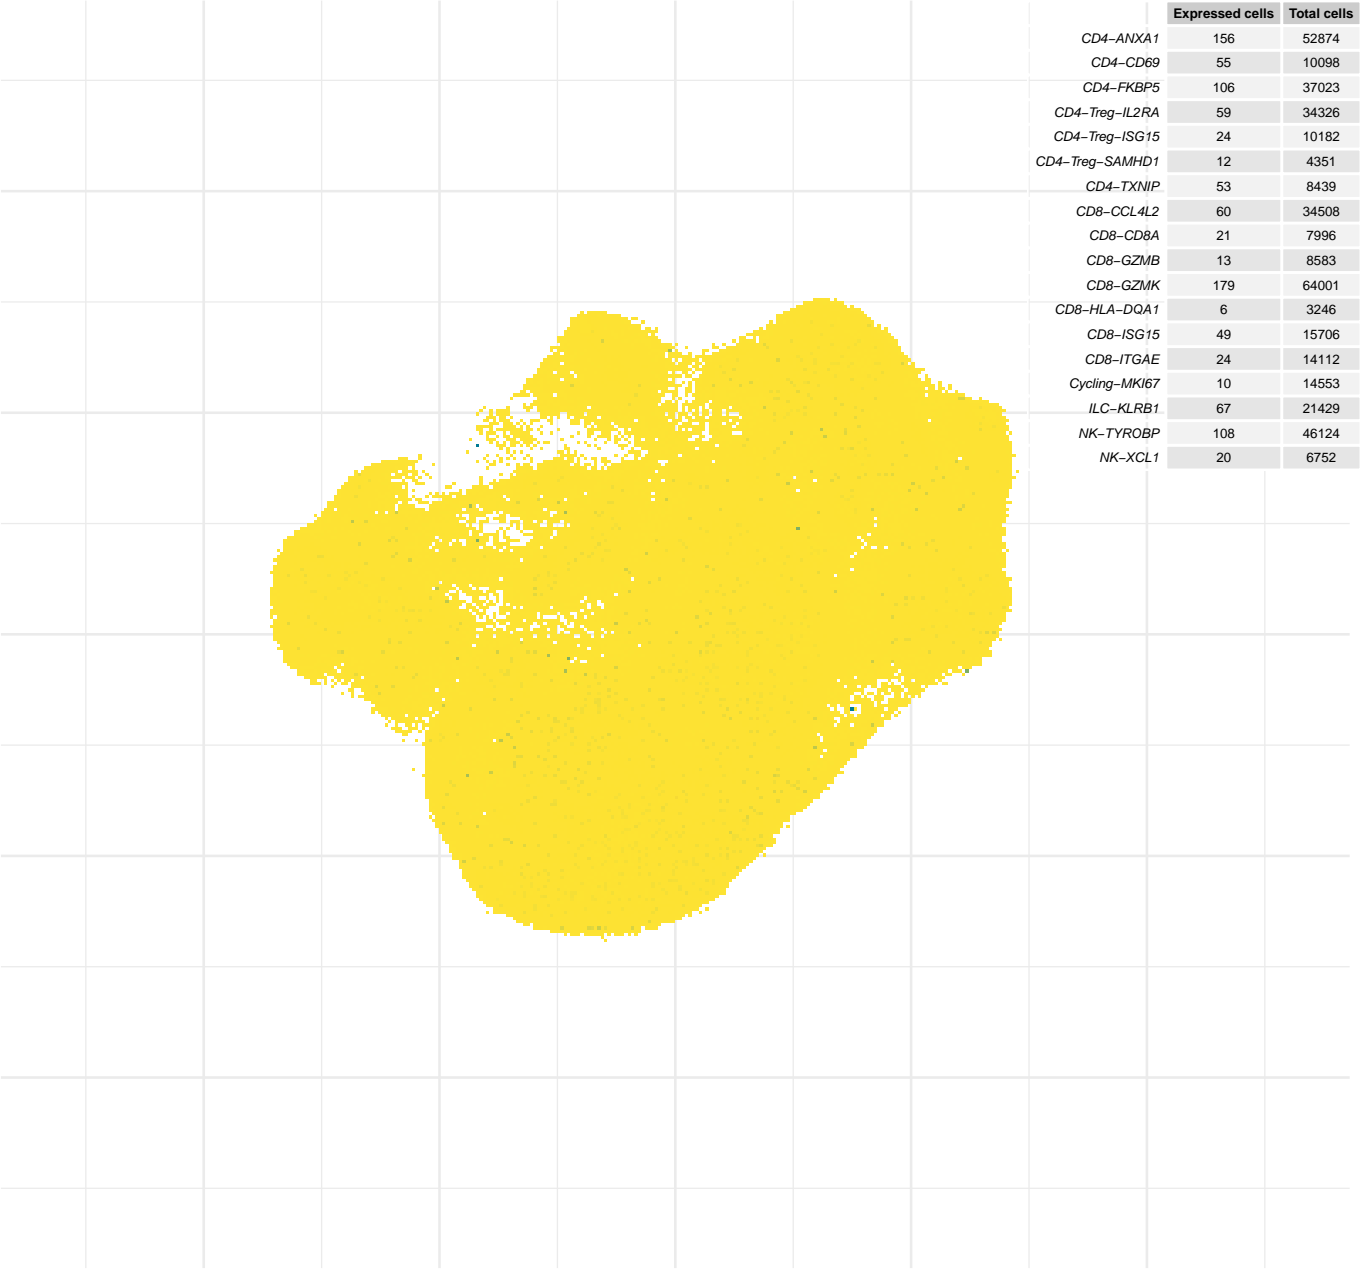 Expressed cells Total cells
CD4−ANXA1 156 52874
CD4−CD69 55 10098
CD4−FKBP5 106 37023
CD4−Treg−IL2RA 59 34326
CD4−Treg−ISG15 24 10182
CD4−Treg−SAMHD1 12 4351
CD4−TXNIP 53 8439
CD8−CCL4L2 60 34508
CD8−CD8A 21 7996
CD8−GZMB 13 8583
CD8−GZMK 179 64001
CD8−HLA−DQA1 6 3246
CD8−ISG15 49 15706
CD8−ITGAE 24 14112
Cycling−MKI67 10 14553
ILC−KLRB1 67 21429
NK−TYROBP 108 46124
NK−XCL1 20 6752